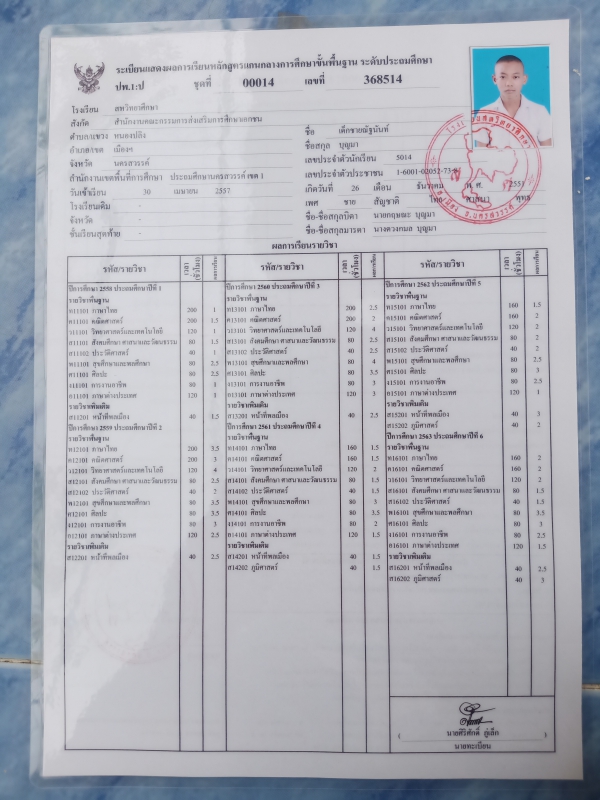 ระเบียนแสดงผลการเรียนหลักสูตรแกนกลางการศึกษาขั้นพื้นฐาน ระดับประถมศึกษา
ปพ.1:ป ชุดที่ 00014 เลขที่ 368514
โรงเรียน สหวิทยาศึกษา
สังกัด สำนักงานคณะกรรมการส่งเสริมการศึกษาเอกชน
ตำบล/แขวง หนองปลิง
อำเภอ/เขต เมืองฯ
จังหวัด นครสวรรค์
สำนักงานเขตพื้นที่การศึกษา ประถมศึกษานครสวรรค์ เขต 1
วันเข้าเรียน 30 เมษายน 2557
โรงเรียนเดิม -
จังหวัด -
ชั้นเรียนสุดท้าย -
ชื่อ เด็กชายณัฐนันท์
ชื่อสกุล บุญมา
เลขประจำตัวนักเรียน 5014
เลขประจำตัวประชาชน 1-6001-02052-73-
เกิดวันที่ 26 เดือน ธันวาคม พ.ศ. 2551
เพศ ชาย สัญชาติ ไทย ศาสนา พุทธ
ชื่อ-ชื่อสกุลบิดา นายกฤษณะ บุญมา
ชื่อ-ชื่อสกุลมารดา นางดวงกมล บุญมา
ผลการเรียนรายวิชา
รหัส/รายวิชา เวลา (ชั่วโมง) ผลการเรียน
ปีการศึกษา 2558 ประถมศึกษาปีที่ 1
รายวิชาพื้นฐาน
ท11101 ภาษาไทย 200 1
ค11101 คณิตศาสตร์ 200 1.5
ว11101 วิทยาศาสตร์และเทคโนโลยี 120 1
ส11101 สังคมศึกษา ศาสนาและวัฒนธรรม 80 1.5
ส11102 ประวัติศาสตร์ 40 1
พ11101 สุขศึกษาและพลศึกษา 80 2.5
ศ11101 ศิลปะ 80 2.5
ง11101 การงานอาชีพ 80 3
อ11101 ภาษาต่างประเทศ 120 1
รายวิชาเพิ่มเติม
ส11201 หน้าที่พลเมือง 40 1.5
ปีการศึกษา 2559 ประถมศึกษาปีที่ 2
รายวิชาพื้นฐาน
ท12101 ภาษาไทย 200 3.5
ค12101 คณิตศาสตร์ 200 3
ว12101 วิทยาศาสตร์และเทคโนโลยี 120 4
ส12101 สังคมศึกษา ศาสนาและวัฒนธรรม 80 2.5
ส12102 ประวัติศาสตร์ 40 2
พ12101 สุขศึกษาและพลศึกษา 80 3.5
ศ12101 ศิลปะ 80 3.5
ง12101 การงานอาชีพ 80 3
อ12101 ภาษาต่างประเทศ 120 2.5
รายวิชาเพิ่มเติม
ส12201 หน้าที่พลเมือง 40 2.5
รหัส/รายวิชา เวลา (ชั่วโมง) ผลการเรียน
ปีการศึกษา 2560 ประถมศึกษาปีที่ 3
รายวิชาพื้นฐาน
ท13101 ภาษาไทย 200 2.5
ค13101 คณิตศาสตร์ 200 2
ว13101 วิทยาศาสตร์และเทคโนโลยี 120 4
ส13101 สังคมศึกษา ศาสนาและวัฒนธรรม 80 2.5
ส13102 ประวัติศาสตร์ 40 2.5
พ13101 สุขศึกษาและพลศึกษา 80 4
ศ13101 ศิลปะ 80 3.5
ง13101 การงานอาชีพ 80 3
อ13101 ภาษาต่างประเทศ 120 3
รายวิชาเพิ่มเติม
ส13201 หน้าที่พลเมือง 40 2.5
ปีการศึกษา 2561 ประถมศึกษาปีที่ 4
รายวิชาพื้นฐาน
ท14101 ภาษาไทย 160 1.5
ค14101 คณิตศาสตร์ 160 1.5
ว14101 วิทยาศาสตร์และเทคโนโลยี 120 2
ส14101 สังคมศึกษา ศาสนาและวัฒนธรรม 80 1.5
ส14102 ประวัติศาสตร์ 40 1.5
พ14101 สุขศึกษาและพลศึกษา 80 3
ศ14101 ศิลปะ 80 3.5
ง14101 การงานอาชีพ 80 2
อ14101 ภาษาต่างประเทศ 120 1.5
รายวิชาเพิ่มเติม
ส14201 หน้าที่พลเมือง 40 1.5
ส14202 ภูมิศาสตร์ 40 1.5
รหัส/รายวิชา เวลา (ชั่วโมง) ผลการเรียน
ปีการศึกษา 2562 ประถมศึกษาปีที่ 5
รายวิชาพื้นฐาน
ท15101 ภาษาไทย 160 1.5
ค15101 คณิตศาสตร์ 160 2
ว15101 วิทยาศาสตร์และเทคโนโลยี 120 2
ส15101 สังคมศึกษา ศาสนาและวัฒนธรรม 80 2
ส15102 ประวัติศาสตร์ 40 2
พ15101 สุขศึกษาและพลศึกษา 80 2.5
ศ15101 ศิลปะ 80 3
ง15101 การงานอาชีพ 80 2.5
อ15101 ภาษาต่างประเทศ 120 1
รายวิชาเพิ่มเติม
ส15201 หน้าที่พลเมือง 40 3
ส15202 ภูมิศาสตร์ 40 2
ปีการศึกษา 2563 ประถมศึกษาปีที่ 6
รายวิชาพื้นฐาน
ท16101 ภาษาไทย 160 2
ค16101 คณิตศาสตร์ 160 2
ว16101 วิทยาศาสตร์และเทคโนโลยี 120 2
ส16101 สังคมศึกษา ศาสนาและวัฒนธรรม 80 1.5
ส16102 ประวัติศาสตร์ 40 1.5
พ16101 สุขศึกษาและพลศึกษา 80 3.5
ศ16101 ศิลปะ 80 3
ง16101 การงานอาชีพ 80 2.5
อ16101 ภาษาต่างประเทศ 120 1.5
รายวิชาเพิ่มเติม
ส16201 หน้าที่พลเมือง 40 2.5
ส16202 ภูมิศาสตร์ 40 3
( นายศิริศักดิ์ ภู่เล็ก )
นายทะเบียน